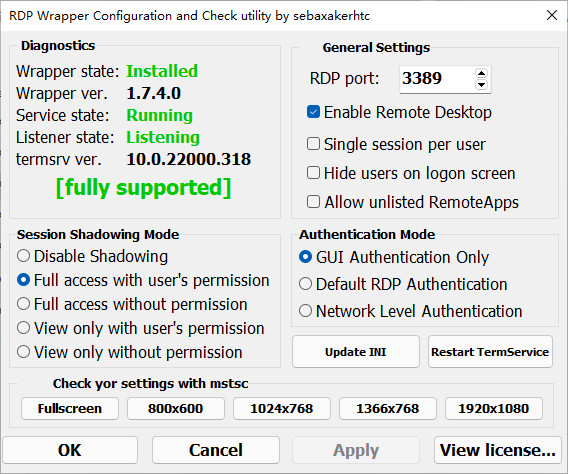 RDP Wrapper Configuration and Check utility by sebaxakerhtc
Diagnostics
Wrapper state: Installed
Wrapper ver. 1.7.4.0
Service state: Running
Listener state: Listening
termsrv ver. 10.0.22000.318
[fully supported]
General Settings
RDP port: 3389
Enable Remote Desktop
Single session per user
Hide users on logon screen
Allow unlisted RemoteApps
Session Shadowing Mode
Disable Shadowing
Full access with user's permission
Full access without permission
View only with user's permission
View only without permission
Authentication Mode
GUI Authentication Only
Default RDP Authentication
Network Level Authentication
Update INI
Restart TermService
Check yor settings with mstsc
Fullscreen
800x600
1024x768
1366x768
1920x1080
OK
Cancel
Apply
View license...